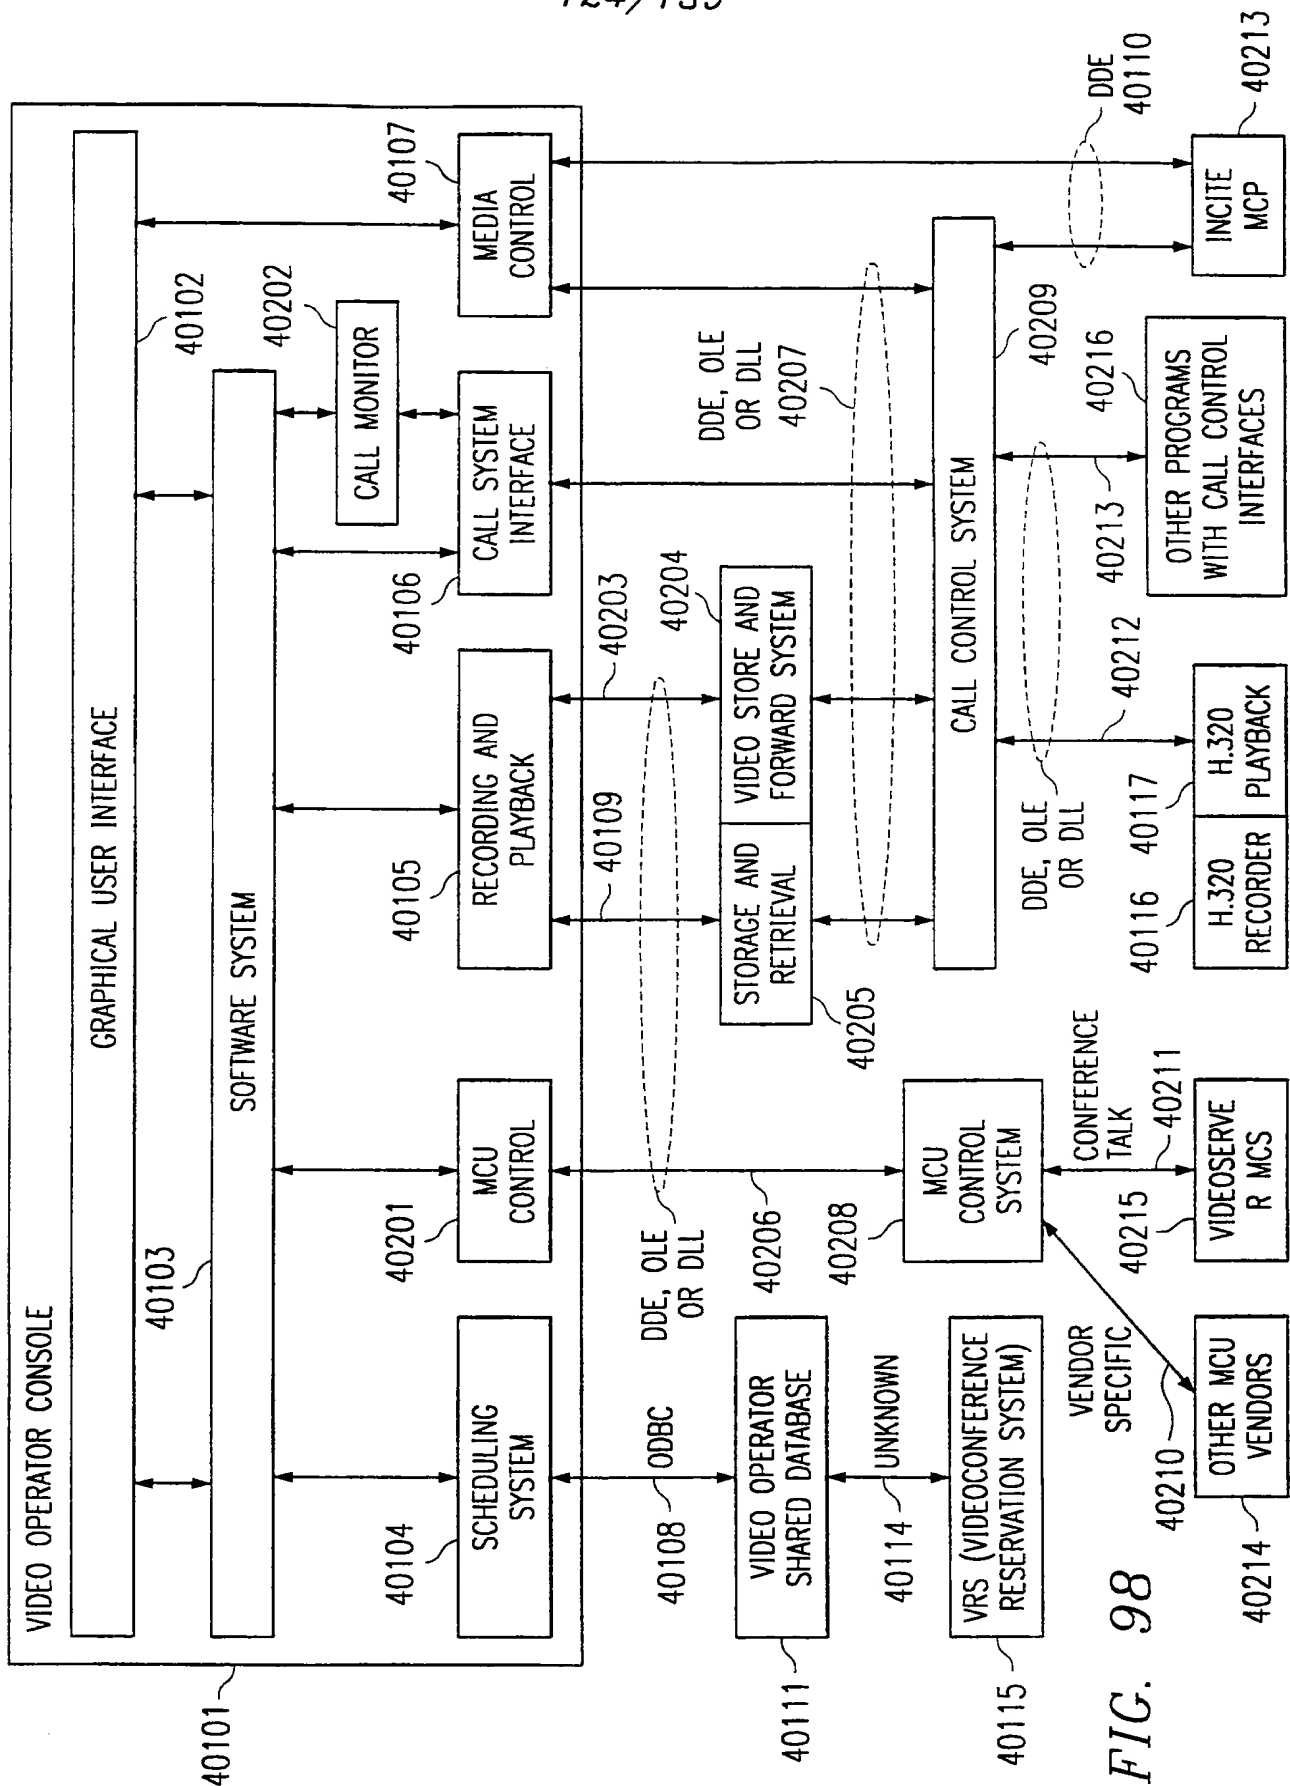 VIDEO OPERATOR CONSOLE
GRAPHICAL USER INTERFACE
40102
40103
SOFTWARE SYSTEM
40202
CALL MONITOR
40101
40104
SCHEDULING
SYSTEM
40201
MCU
CONTROL
40105
RECORDING AND
PLAYBACK
40106
CALL SYSTEM
INTERFACE
40107
MEDIA
CONTROL
40108
ODBC
DDE, OLE
OR DLL
40109
40203
DDE, OLE
OR DLL
40207
40111
VIDEO OPERATOR
SHARED DATABASE
40206
STORAGE AND
RETRIEVAL
40205
VIDEO STORE AND
FORWARD SYSTEM
40204
40114
UNKNOWN
40208
MCU
CONTROL
SYSTEM
CALL CONTROL SYSTEM
40209
40115
VRS (VIDEOCONFERENCE
RESERVATION SYSTEM)
VENDOR
SPECIFIC
40210
CONFERENCE
TALK
40211
DDE, OLE
OR DLL
40212
40213
DDE
40110
40214
OTHER MCU
VENDORS
40215
VIDEOSERVE
R MCS
40116
H.320
RECORDER
40117
H.320
PLAYBACK
40216
OTHER PROGRAMS
WITH CALL CONTROL
INTERFACES
INCITE
MCP
40213
FIG. 98